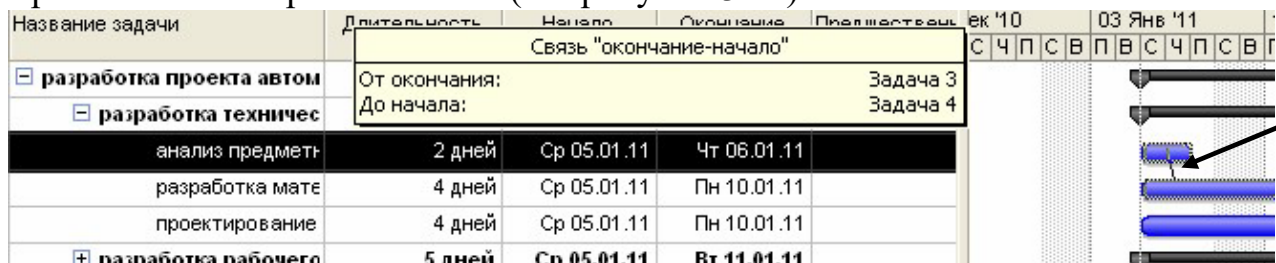 Название задачи Длительность Начало Окончание ек '10 03 Янв '11
С Ч П С В П В С Ч П С В
Связь "окончание-начало"
От окончания: Задача 3
До начала: Задача 4
разработка проекта автом
разработка техничес
анализ предметн 2 дней Ср 05.01.11 Чт 06.01.11
разработка мате 4 дней Ср 05.01.11 Пн 10.01.11
проектирование 4 дней Ср 05.01.11 Пн 10.01.11
разработка рабочего 5 дней Ср 05.01.11 Вт 11.01.11